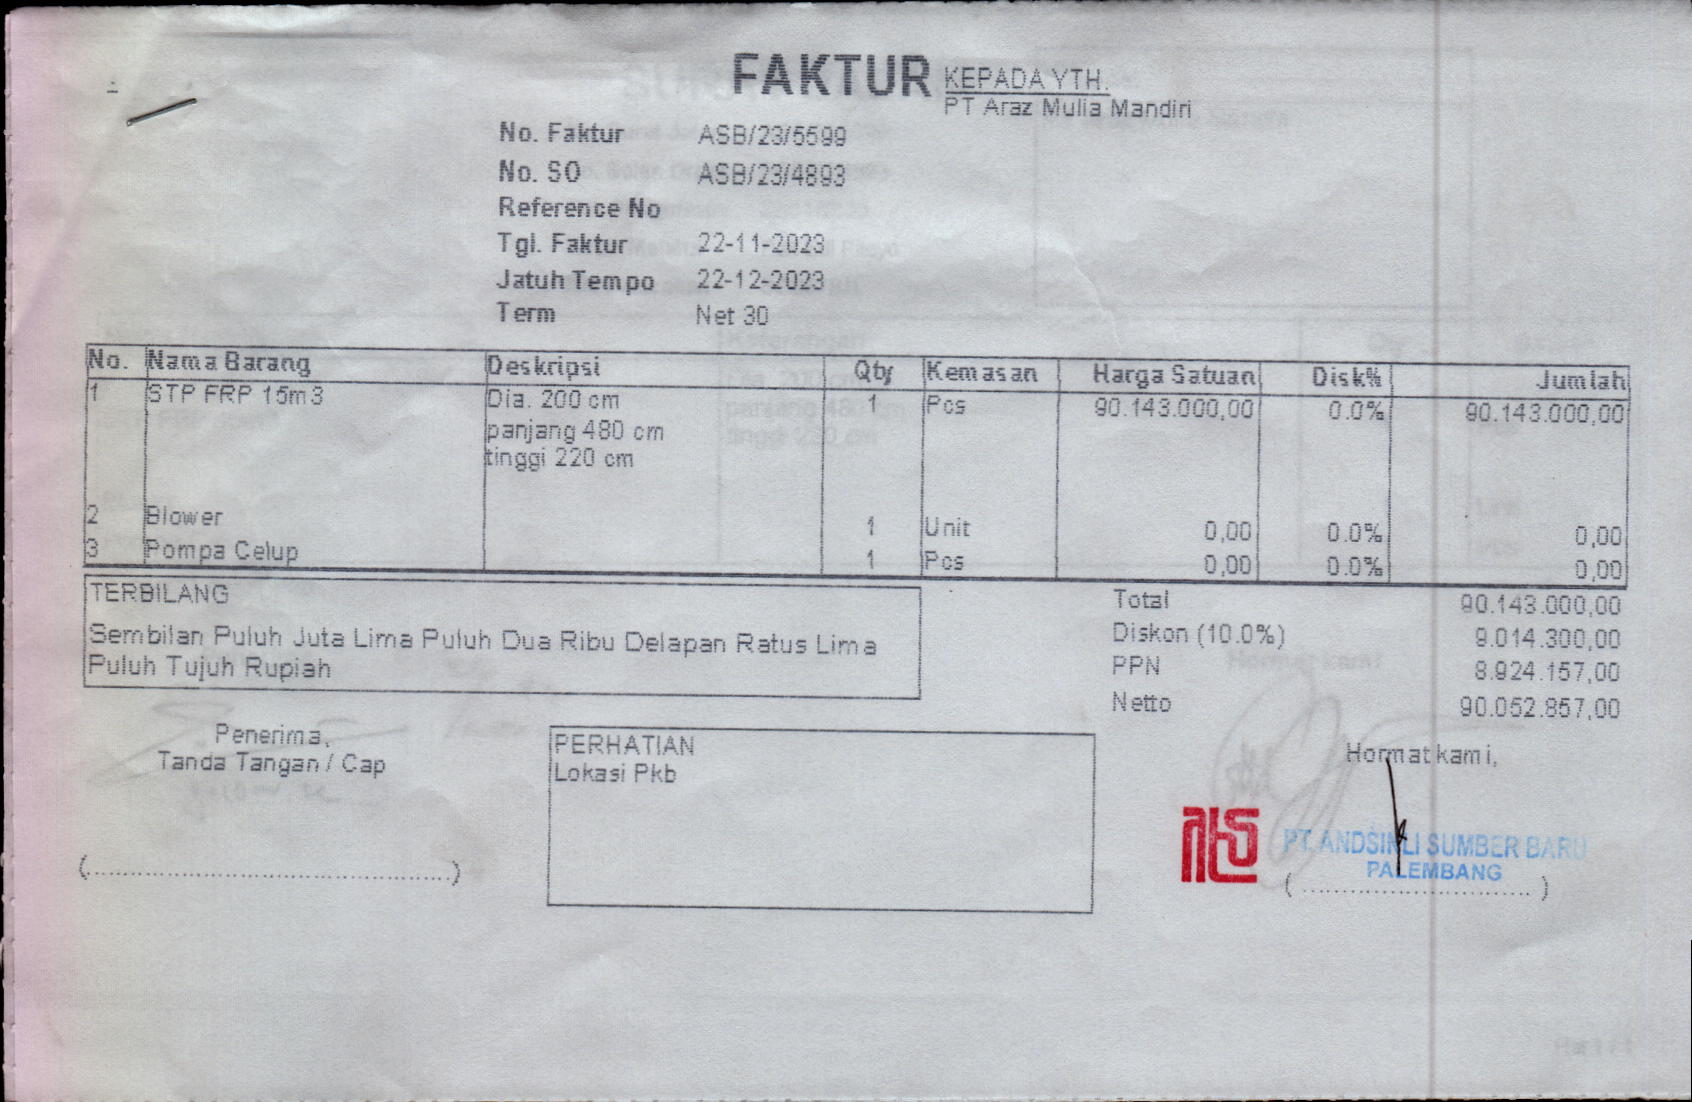 FAKTUR
KEPADA YTH.
PT Araz Mulia Mandiri
No. Faktur ASB/23/5599
No. SO ASB/23/4893
Reference No
Tgl. Faktur 22-11-2023
Jatuh Tempo 22-12-2023
Term Net 30
No. Nama Barang Deskripsi Qty Kemasan Harga Satuan Disk% Jumlah
1 STP FRP 15m3 Dia. 200 cm 1 Pcs 90.143.000,00 0.0% 90.143.000,00
panjang 480 cm
tinggi 220 cm
2 Blower 1 Unit 0,00 0.0% 0,00
3 Pompa Celup 1 Pcs 0,00 0.0% 0,00
TERBILANG
Sembilan Puluh Juta Lima Puluh Dua Ribu Delapan Ratus Lima
Puluh Tujuh Rupiah
Total 90.143.000,00
Diskon (10.0%) 9.014.300,00
PPN 8.924.157,00
Netto 90.052.857,00
Penerima,
Tanda Tangan / Cap
(............................................)
PERHATIAN
Lokasi Pkb
Hormat kami,
PT. ANDSINLI SUMBER BARU
PALEMBANG
(............................)